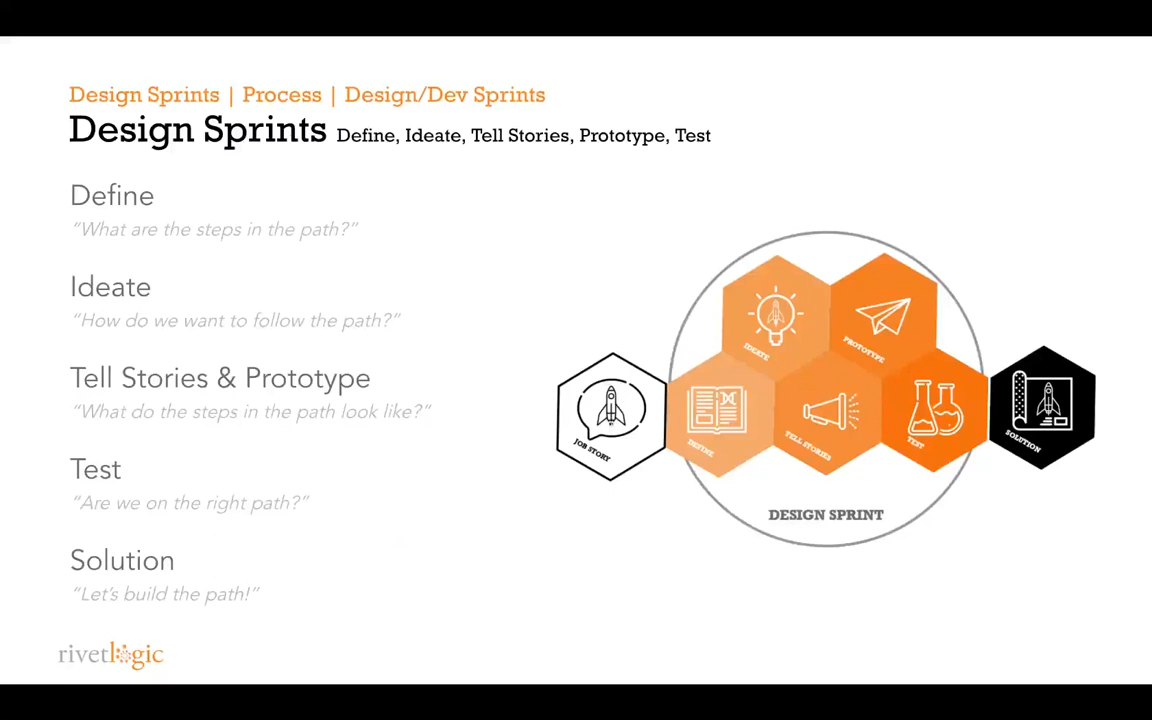 Design Sprints | Process | Design/Dev Sprints
Design Sprints Define, Ideate, Tell Stories, Prototype, Test
Define
“What are the steps in the path?”
Ideate
“How do we want to follow the path?”
Tell Stories & Prototype
“What do the steps in the path look like?”
Test
“Are we on the right path?”
Solution
“Let’s build the path!”
IDEATE
PROTOTYPE
JOB STORY
DEFINE
TELL STORIES
TEST
SOLUTION
DESIGN SPRINT
rivetlogic